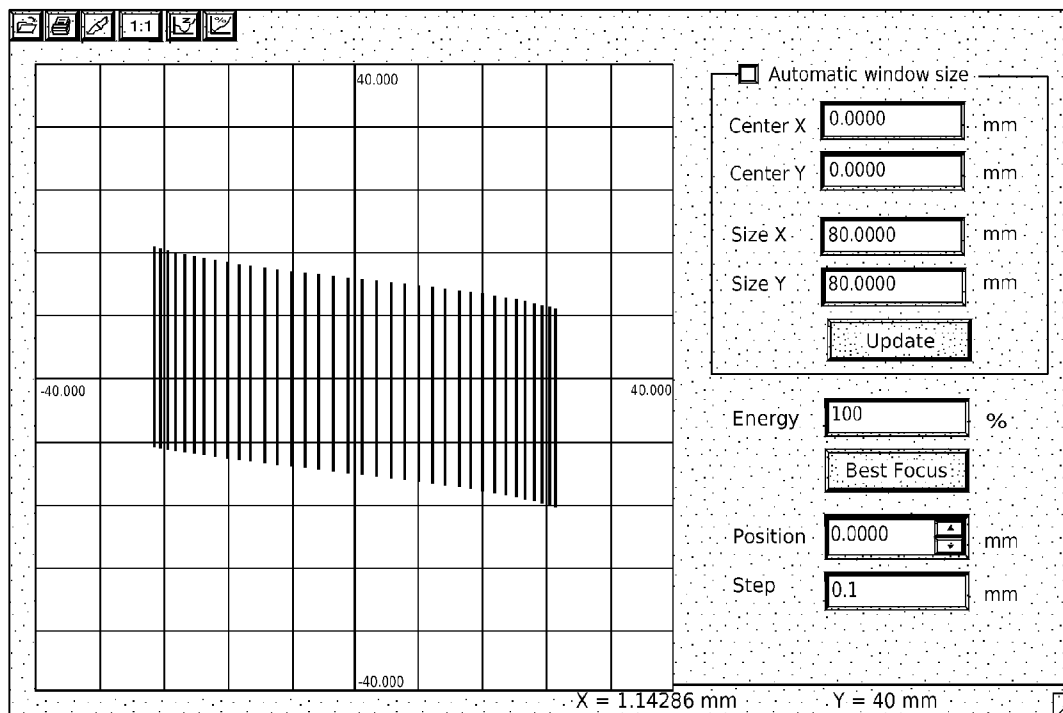 1:1
40.000
-40.000
40.000
-40.000
Automatic window size
Center X 0.0000 mm
Center Y 0.0000 mm
Size X 80.0000 mm
Size Y 80.0000 mm
Update
Energy 100 %
Best Focus
Position 0.0000 mm
Step 0.1 mm
X = 1.14286 mm Y = 40 mm